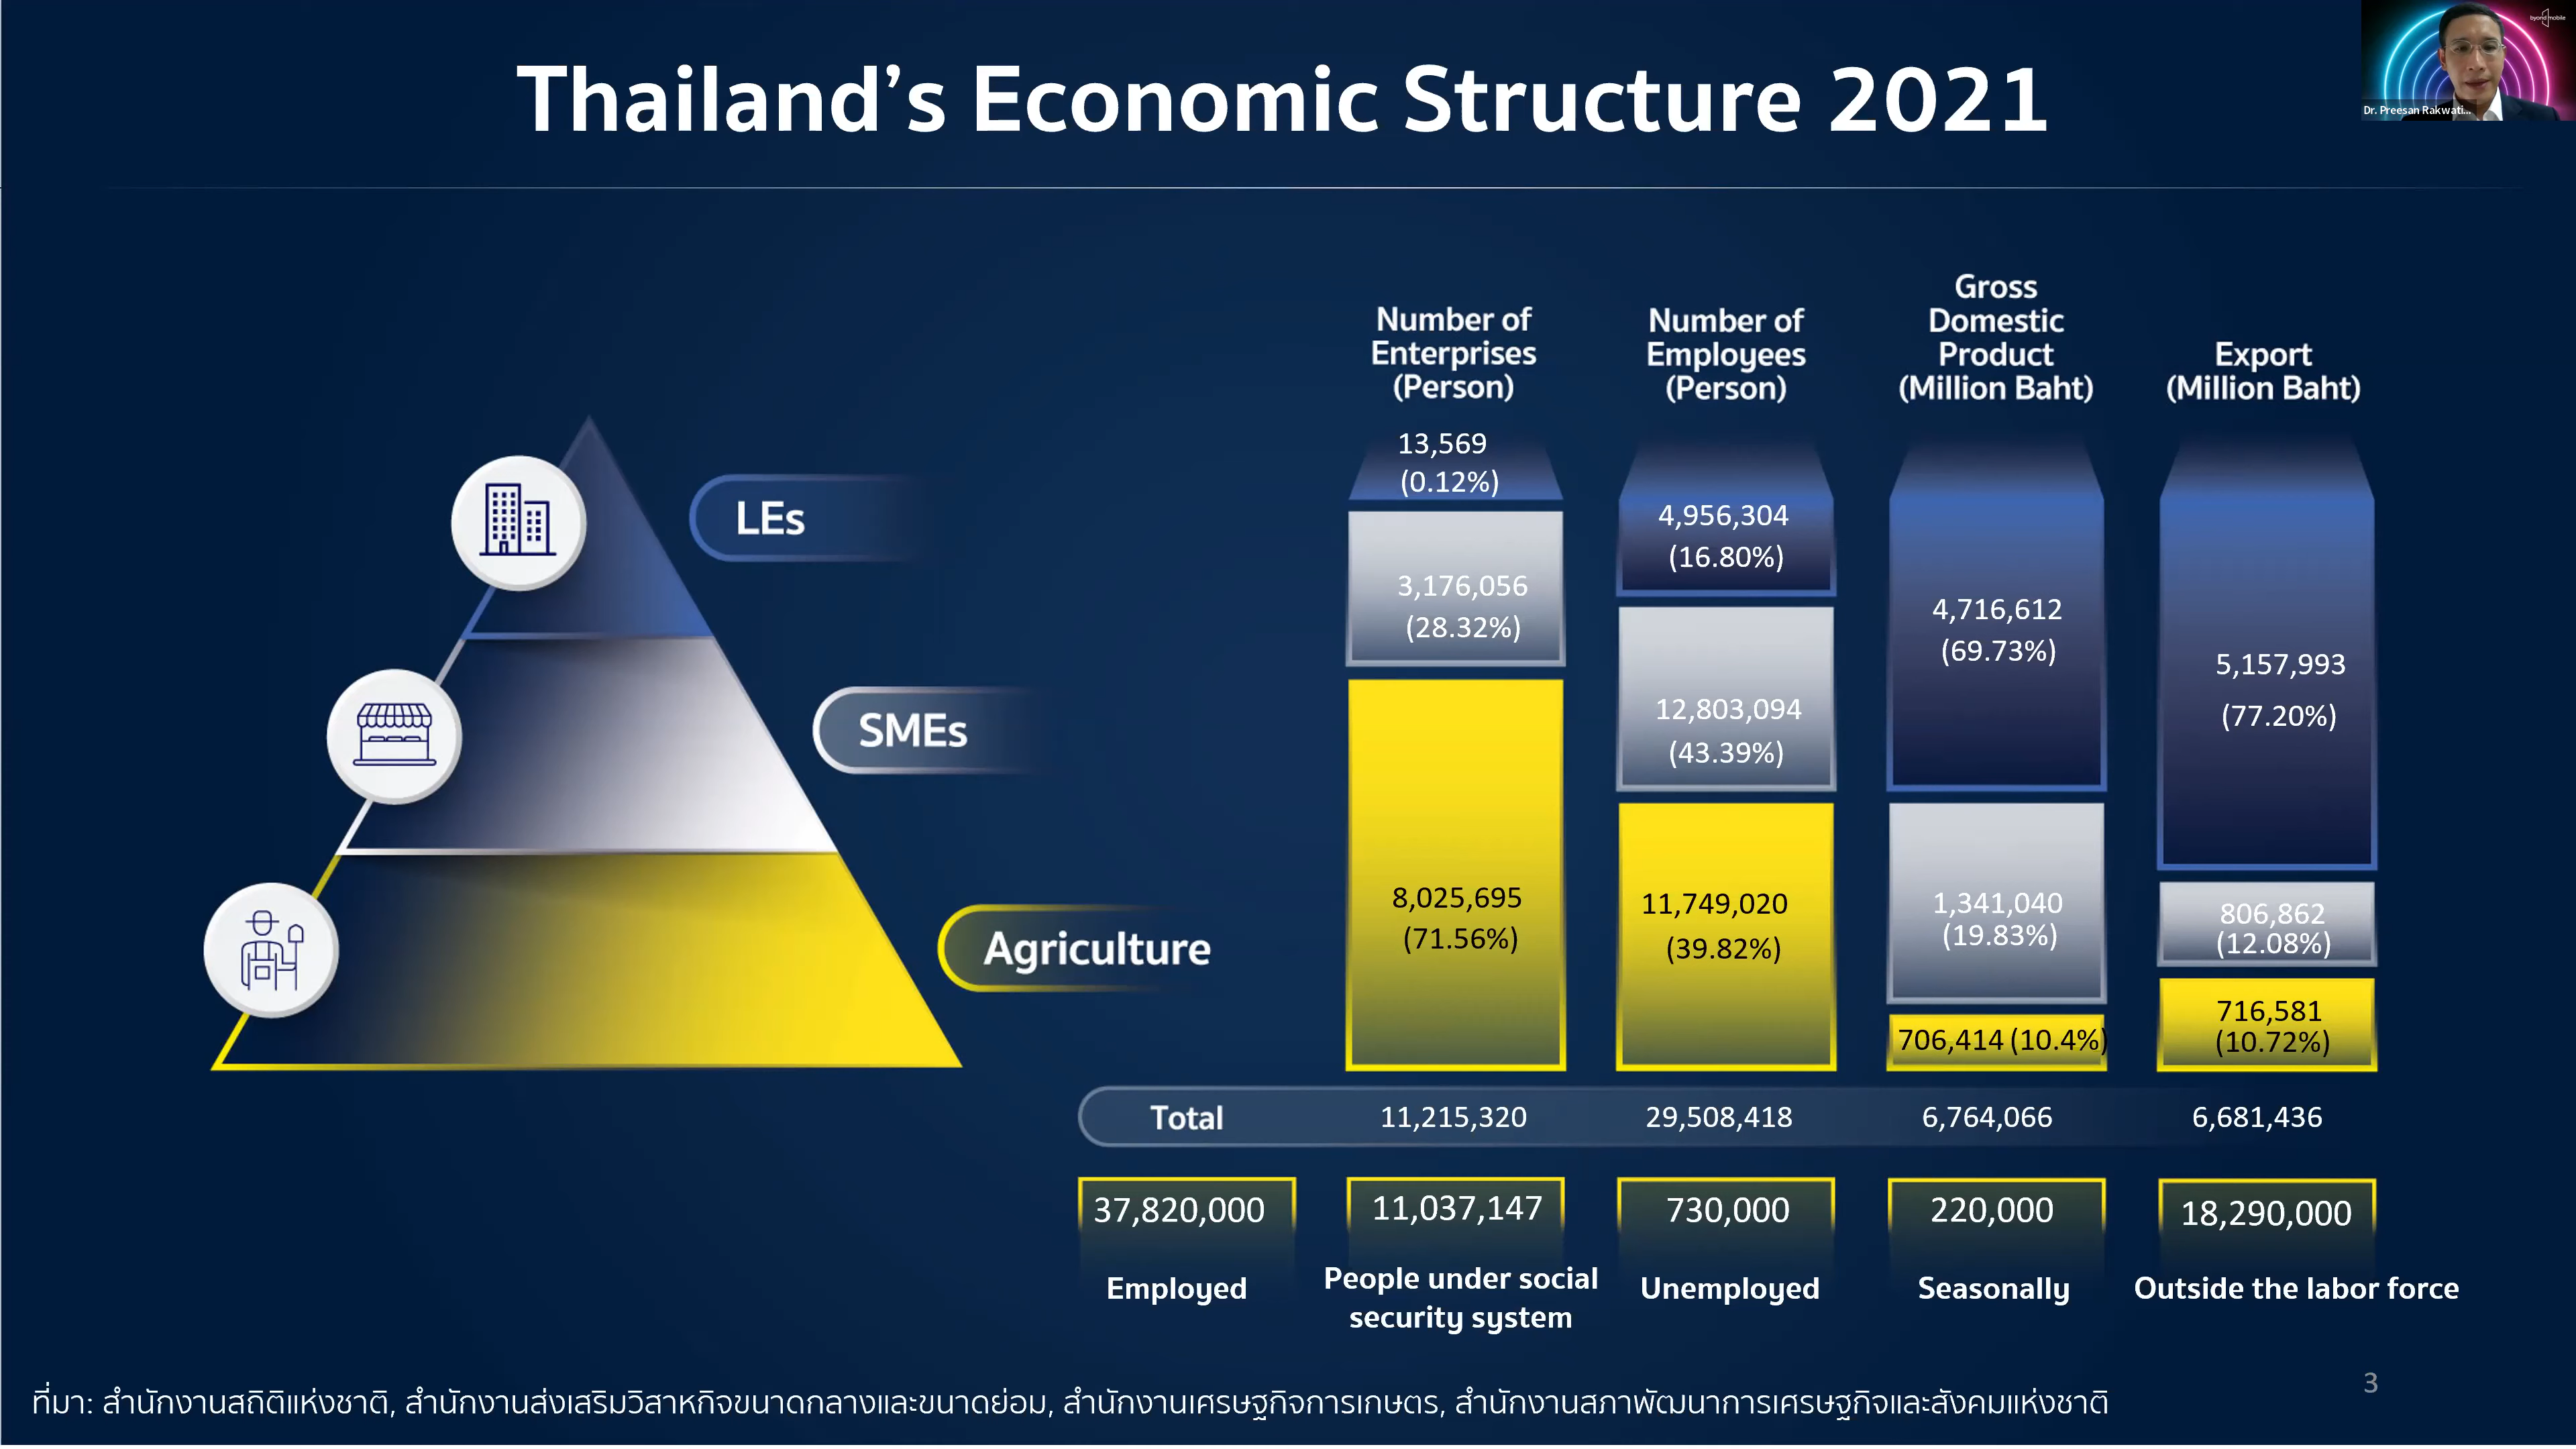 Thailand’s Economic Structure 2021
byond mobile
Dr. Preesan Rakwati...
Number of
Enterprises
(Person)
Number of
Employees
(Person)
Gross
Domestic
Product
(Million Baht)
Export
(Million Baht)
LEs
13,569
(0.12%)
4,956,304
(16.80%)
4,716,612
(69.73%)
5,157,993
(77.20%)
SMEs
3,176,056
(28.32%)
12,803,094
(43.39%)
1,341,040
(19.83%)
806,862
(12.08%)
Agriculture
8,025,695
(71.56%)
11,749,020
(39.82%)
706,414 (10.4%)
716,581
(10.72%)
Total
11,215,320
29,508,418
6,764,066
6,681,436
37,820,000
Employed
11,037,147
People under social
security system
730,000
Unemployed
220,000
Seasonally
18,290,000
Outside the labor force
ที่มา: สำนักงานสถิติแห่งชาติ, สำนักงานส่งเสริมวิสาหกิจขนาดกลางและขนาดย่อม, สำนักงานเศรษฐกิจการเกษตร, สำนักงานสภาพัฒนาการเศรษฐกิจและสังคมแห่งชาติ
3